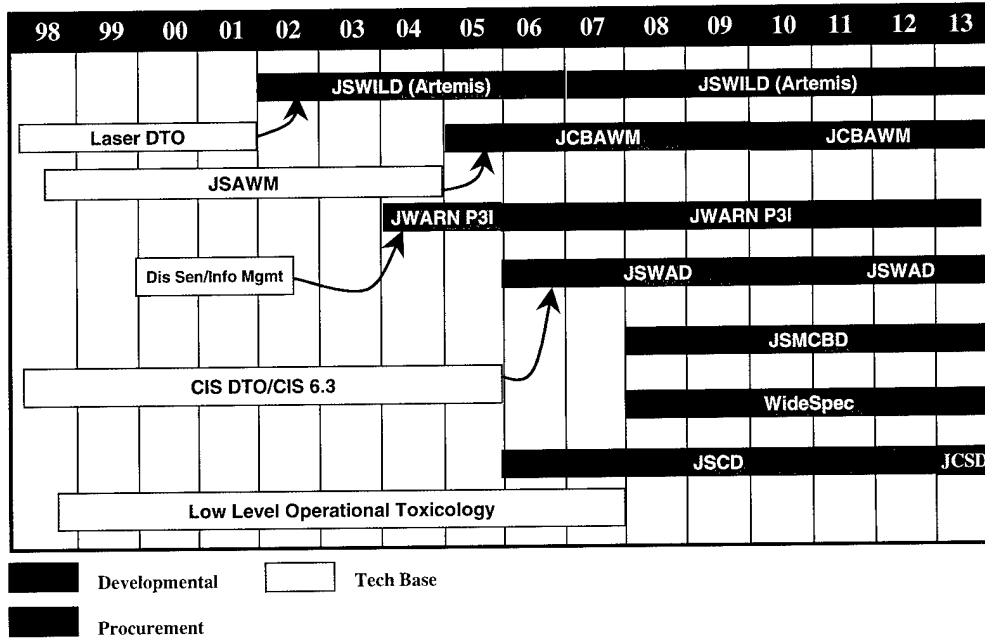 98 99 00 01 02 03 04 05 06 07 08 09 10 11 12 13
JSWILD (Artemis) JSWILD (Artemis)
Laser DTO JCBAWM JCBAWM
JSAWM
JWARN P3I JWARN P3I
Dis Sen/Info Mgmt JSWAD JSWAD
JSMCBD
CIS DTO/CIS 6.3
WideSpec
JSCD JCSD
Low Level Operational Toxicology
Developmental Tech Base
Procurement